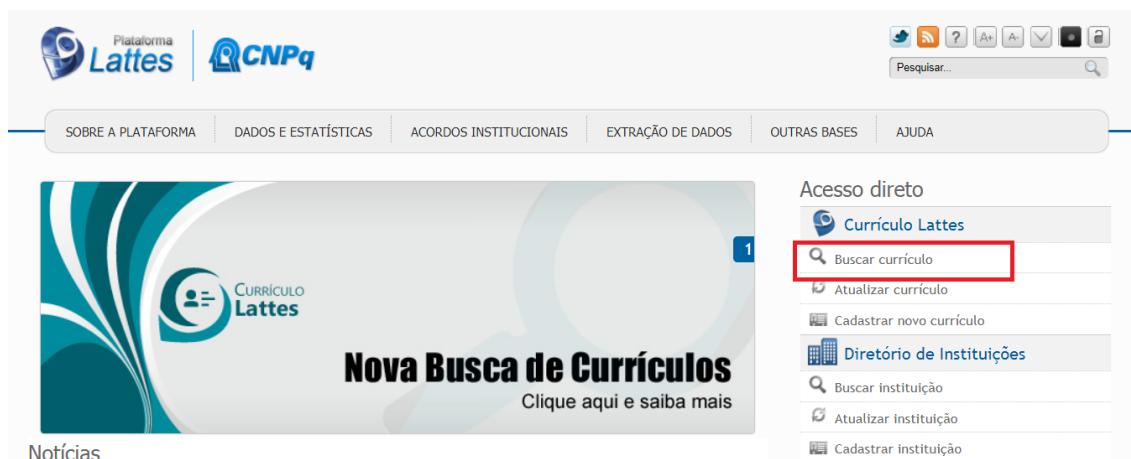 Plataforma
Lattes
CNPq
? A+ A-
Pesquisar...
SOBRE A PLATAFORMA DADOS E ESTATÍSTICAS ACORDOS INSTITUCIONAIS EXTRAÇÃO DE DADOS OUTRAS BASES AJUDA
1
CURRÍCULO
Lattes
Nova Busca de Currículos
Clique aqui e saiba mais
Notícias
Acesso direto
Currículo Lattes
Buscar currículo
Atualizar currículo
Cadastrar novo currículo
Diretório de Instituições
Buscar instituição
Atualizar instituição
Cadastrar instituição